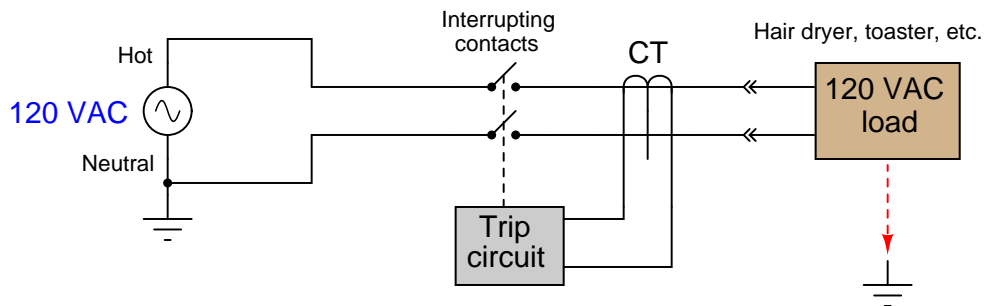 Interrupting
contacts
Hair dryer, toaster, etc.
Hot
CT
120 VAC
120 VAC
load
Neutral
Trip
circuit